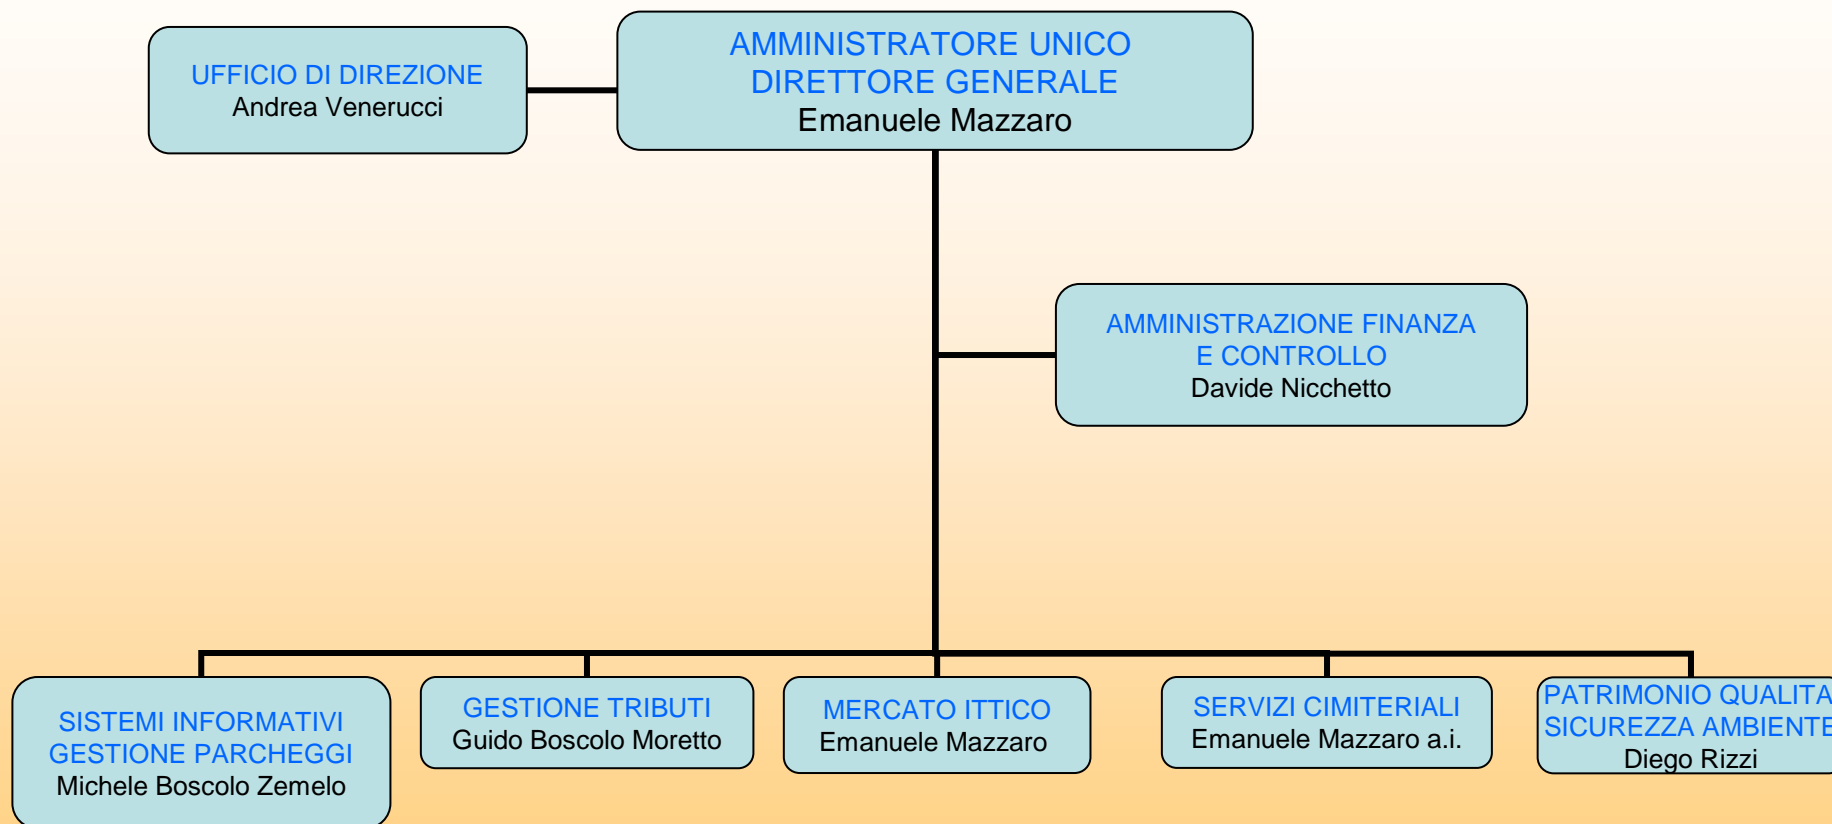 UFFICIO DI DIREZIONE
Andrea Venerucci
AMMINISTRATORE UNICO
DIRETTORE GENERALE
Emanuele Mazzaro
AMMINISTRAZIONE FINANZA
E CONTROLLO
Davide Nicchetto
SISTEMI INFORMATIVI
GESTIONE PARCHEGGI
Michele Boscolo Zemelo
GESTIONE TRIBUTI
Guido Boscolo Moretto
MERCATO ITTICO
Emanuele Mazzaro
SERVIZI CIMITERIALI
Emanuele Mazzaro a.i.
PATRIMONIO QUALITA
SICUREZZA AMBIENTE
Diego Rizzi